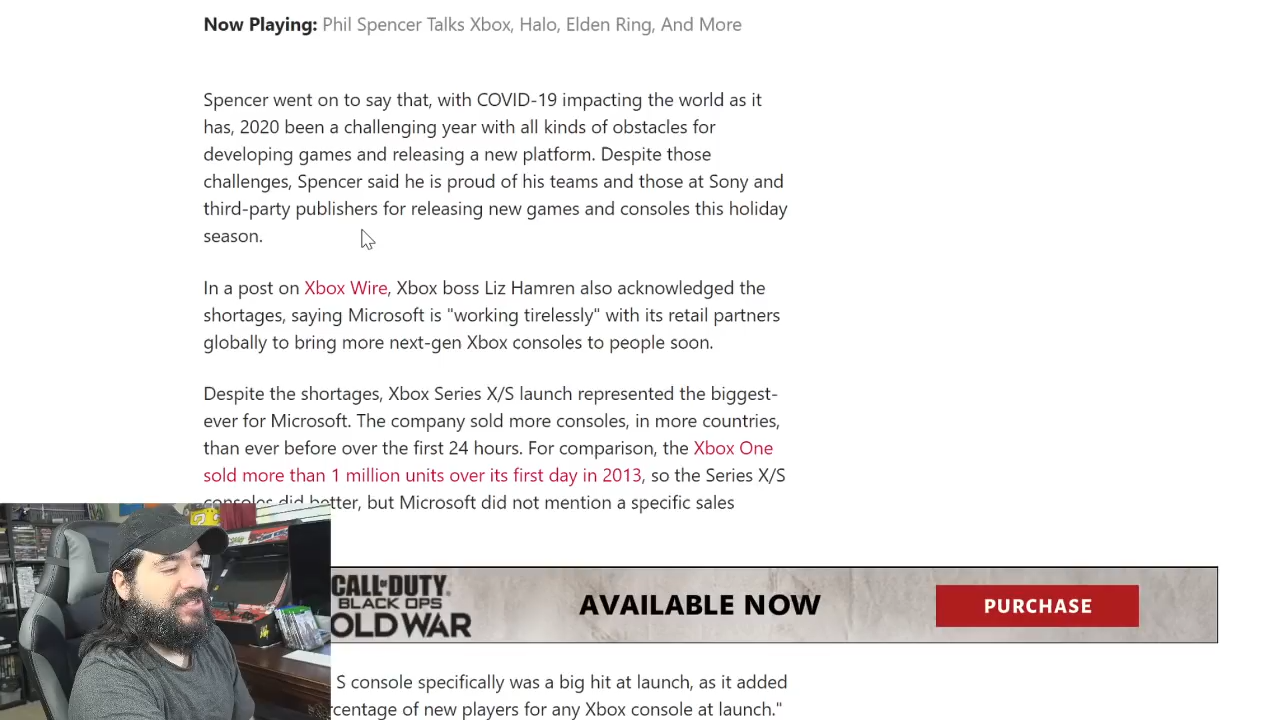 Now Playing: Phil Spencer Talks Xbox, Halo, Elden Ring, And More
Spencer went on to say that, with COVID-19 impacting the world as it
has, 2020 been a challenging year with all kinds of obstacles for
developing games and releasing a new platform. Despite those
challenges, Spencer said he is proud of his teams and those at Sony and
third-party publishers for releasing new games and consoles this holiday
season.
In a post on Xbox Wire, Xbox boss Liz Hamren also acknowledged the
shortages, saying Microsoft is "working tirelessly" with its retail partners
globally to bring more next-gen Xbox consoles to people soon.
Despite the shortages, Xbox Series X/S launch represented the biggest-
ever for Microsoft. The company sold more consoles, in more countries,
than ever before over the first 24 hours. For comparison, the Xbox One
sold more than 1 million units over its first day in 2013, so the Series X/S
consoles did better, but Microsoft did not mention a specific sales
CALL OF DUTY
BLACK OPS
OLD WAR
AVAILABLE NOW
PURCHASE
S console specifically was a big hit at launch, as it added
rcentage of new players for any Xbox console at launch."